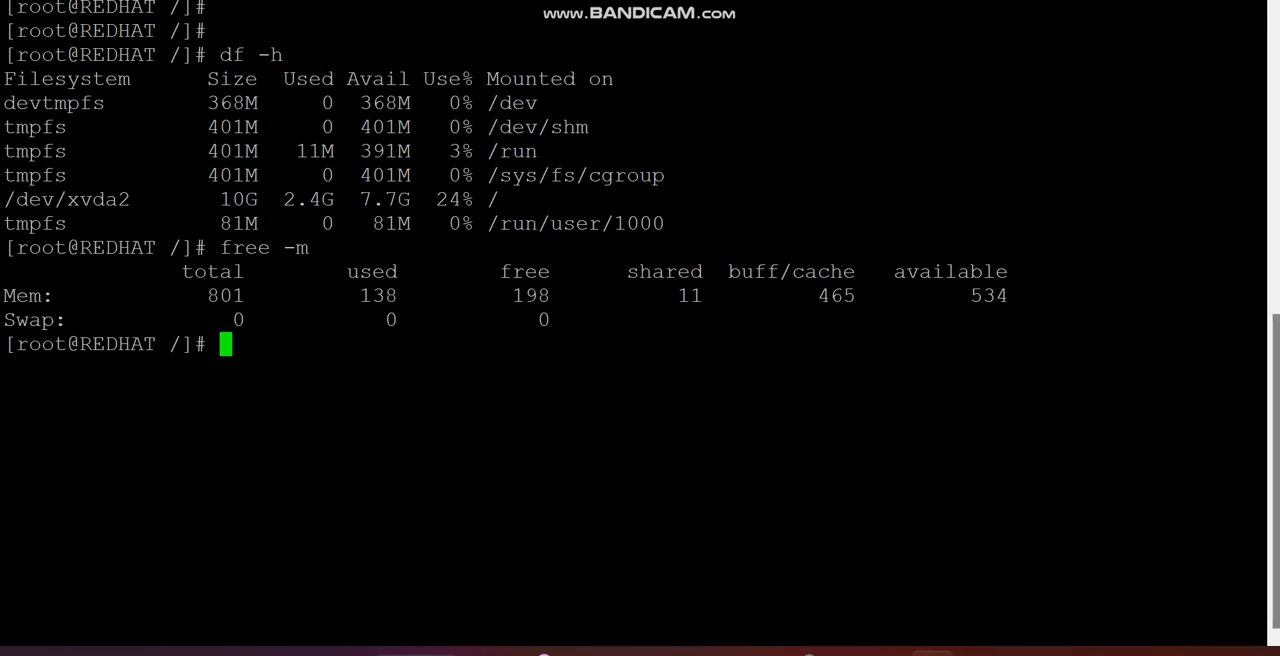 [root@REDHAT /]#
www.BANDICAM.com
[root@REDHAT /]#
[root@REDHAT /]# df -h
Filesystem      Size  Used Avail Use% Mounted on
devtmpfs        368M     0  368M   0% /dev
tmpfs           401M     0  401M   0% /dev/shm
tmpfs           401M   11M  391M   3% /run
tmpfs           401M     0  401M   0% /sys/fs/cgroup
/dev/xvda2       10G  2.4G  7.7G  24% /
tmpfs            81M     0   81M   0% /run/user/1000
[root@REDHAT /]# free -m
              total        used        free      shared  buff/cache   available
Mem:            801         138         198          11         465         534
Swap:             0           0           0
[root@REDHAT /]#